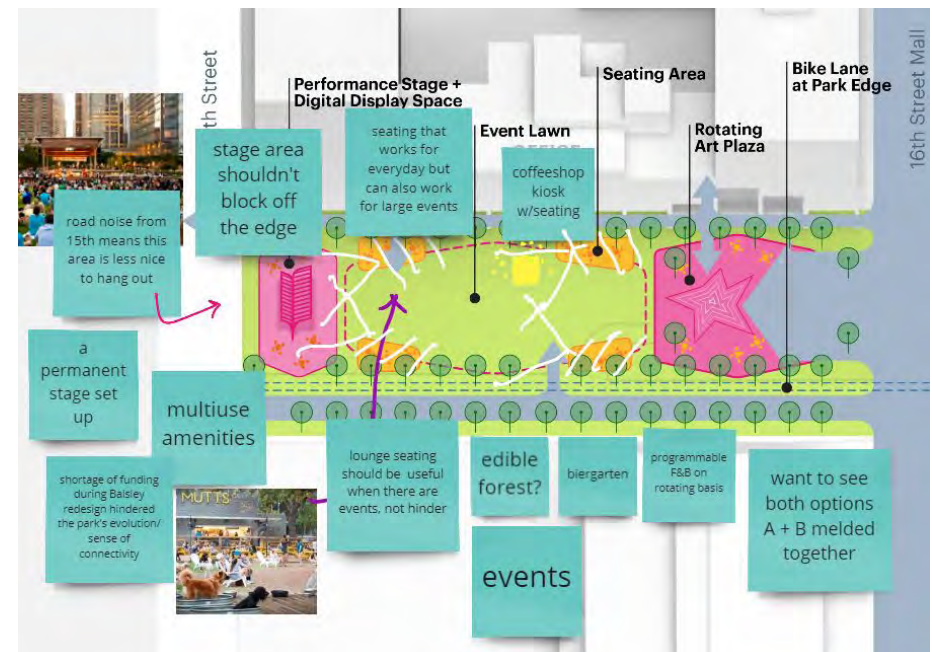 th Street
16th Street Mall
Performance Stage +
Digital Display Space
Event Lawn
Seating Area
Rotating
Art Plaza
Bike Lane
at Park Edge
road noise from
15th means this
area is less nice
to hang out
stage area
shouldn't
block off
the edge
seating that
works for
everyday but
can also work
for large events
coffeeshop
kiosk
w/seating
a
permanent
stage set
up
multiuse
amenities
shortage of funding
during Baisley
redesign hindered
the park's evolution/
sense of
connectivity
MUTTS
lounge seating
should be useful
when there are
events, not hinder
edible
forest?
biergarten
programmable
F&B on
rotating basis
want to see
both options
A + B melded
together
events